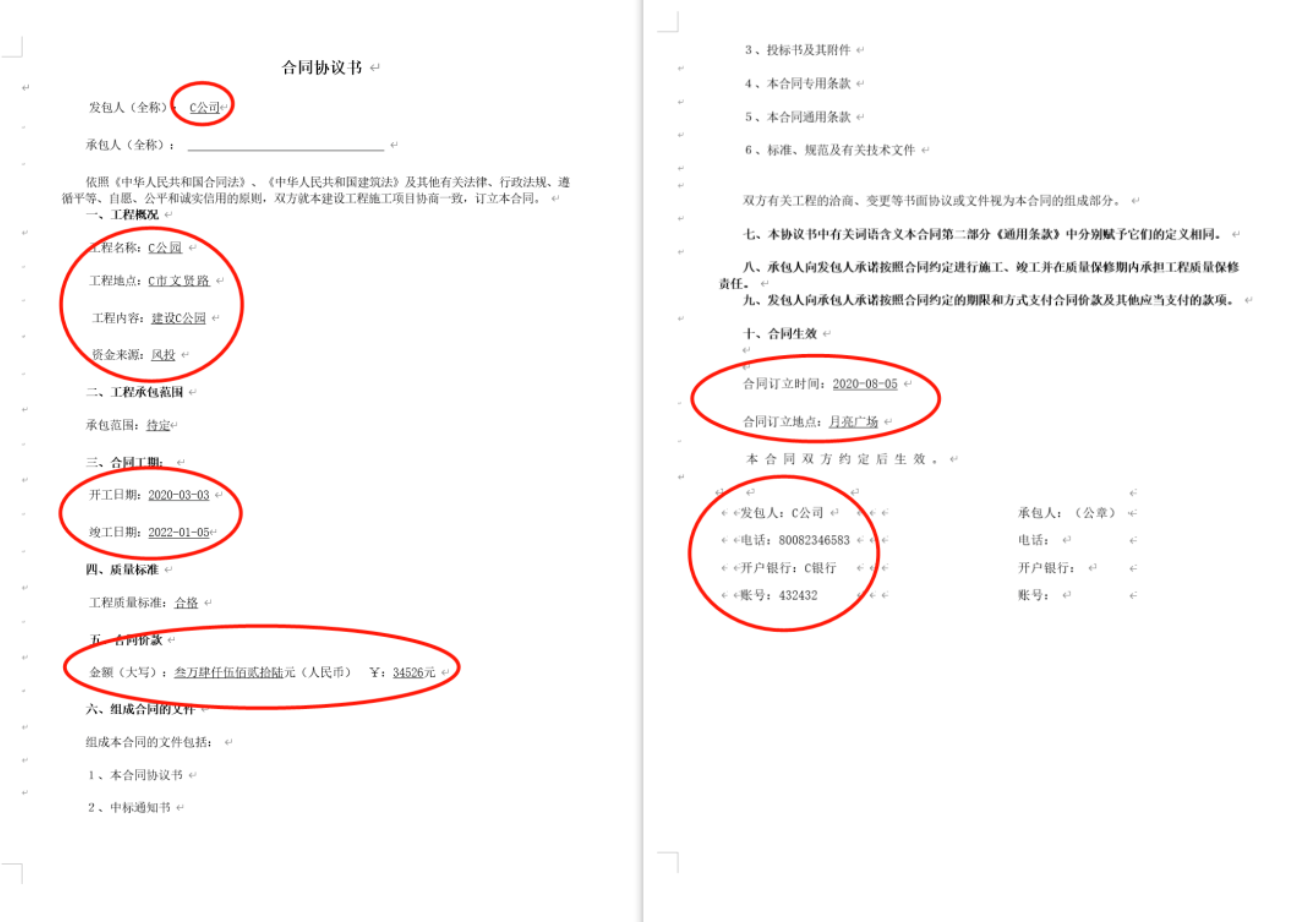 合同协议书
发包人（全称）：C公司
承包人（全称）：
依照《中华人民共和国合同法》、《中华人民共和国建筑法》及其他有关法律、行政法规、遵
循平等、自愿、公平和诚实信用的原则，双方就本建设工程施工项目协商一致，订立本合同。
一、工程概况
工程名称：C公园
工程地点：C市文贤路
工程内容：建设C公园
资金来源：风投
二、工程承包范围
承包范围：待定
三、合同工期：
开工日期：2020-03-03
竣工日期：2022-01-05
四、质量标准
工程质量标准：合格
五、合同价款
金额（大写）：叁万肆仟伍佰贰拾陆元（人民币） ￥：34526元
六、组成合同的文件
组成本合同的文件包括：
1、本合同协议书
2、中标通知书
3、投标书及其附件
4、本合同专用条款
5、本合同通用条款
6、标准、规范及有关技术文件
双方有关工程的洽商、变更等书面协议或文件视为本合同的组成部分。
七、本协议书中有关词语含义本合同第二部分《通用条款》中分别赋予它们的定义相同。
八、承包人向发包人承诺按照合同约定进行施工、竣工并在质量保修期内承担工程质量保修
责任。
九、发包人向承包人承诺按照合同约定的期限和方式支付合同价款及其他应当支付的款项。
十、合同生效
合同订立时间：2020-08-05
合同订立地点：月亮广场
本合同双方约定后生效。
发包人：C公司 承包人：（公章）
电话：80082346583 电话：
开户银行：C银行 开户银行：
账号：432432 账号：